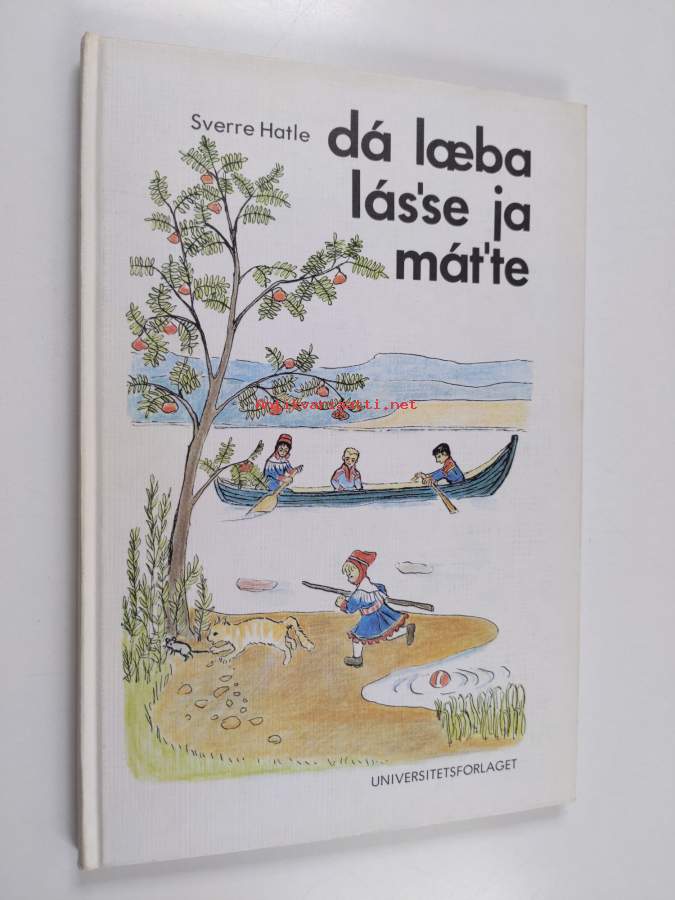 Sverre Hatle
dá læba
lás'se ja
mát'te
Antikvariaatti.net
UNIVERSITETSFORLAGET